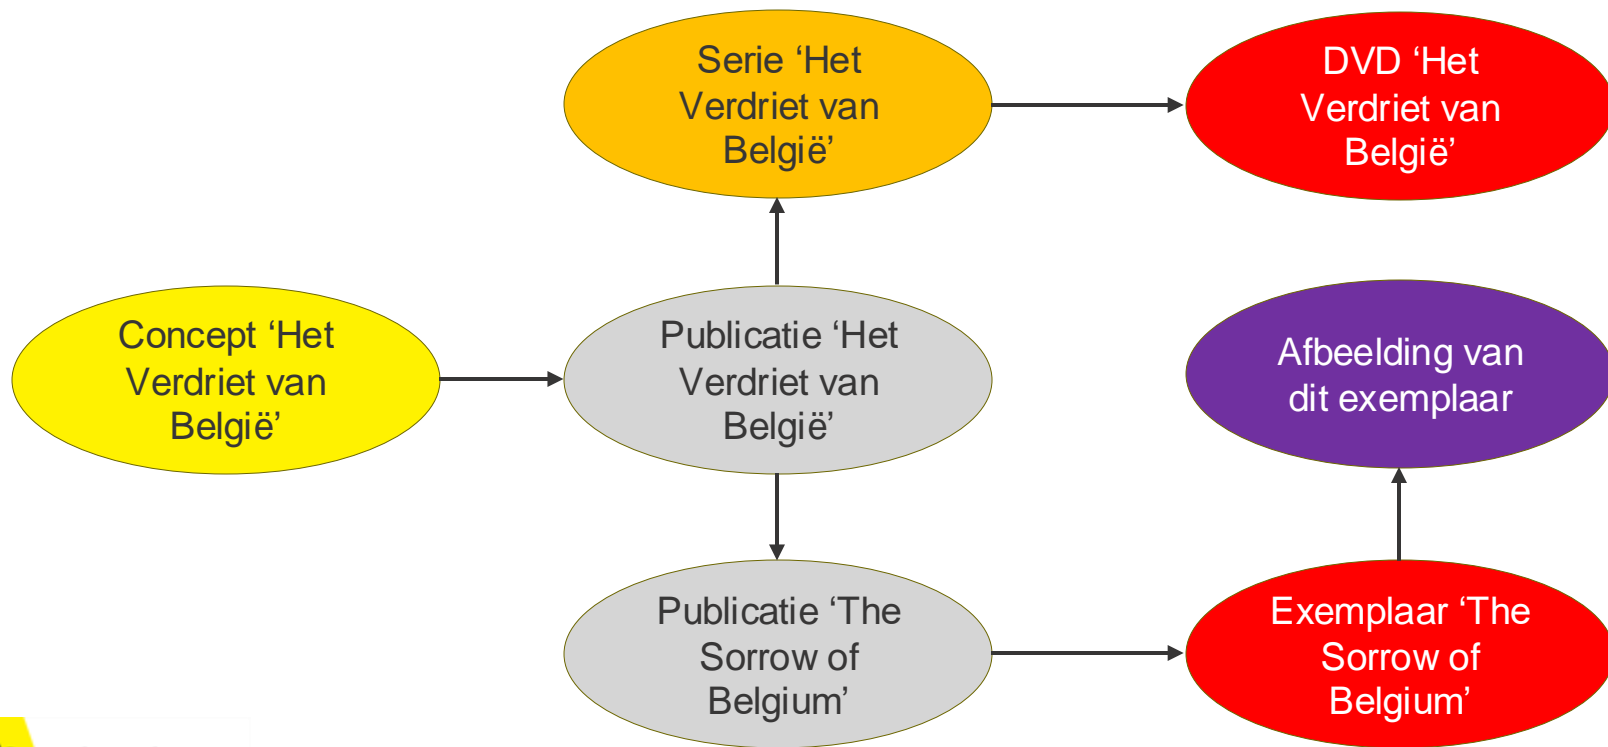 Serie ‘Het
Verdriet van
België’
DVD ‘Het
Verdriet van
België’
Concept ‘Het
Verdriet van
België’
Publicatie ‘Het
Verdriet van
België’
Afbeelding van
dit exemplaar
Publicatie ‘The
Sorrow of
Belgium’
Exemplaar ‘The
Sorrow of
Belgium’